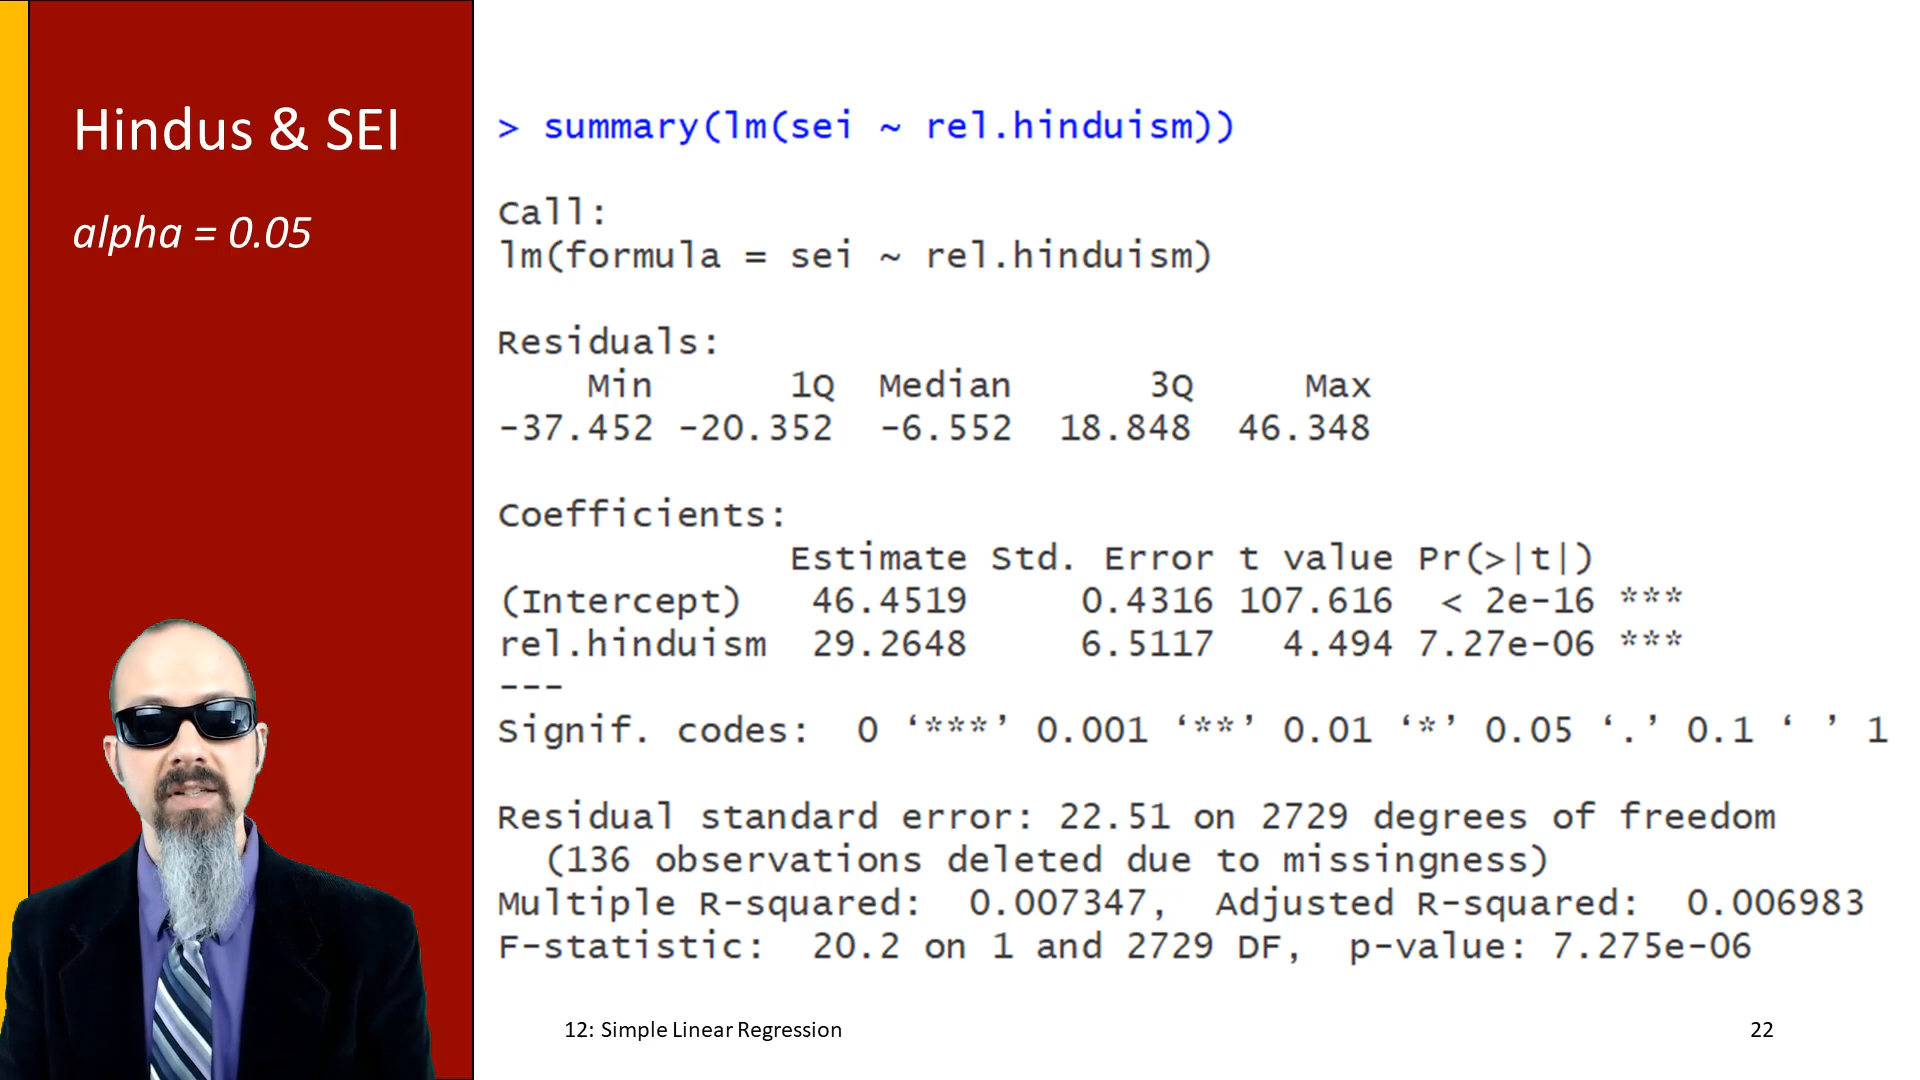 Hindus & SEI
alpha = 0.05
> summary(lm(sei ~ rel.hinduism))
Call:
lm(formula = sei ~ rel.hinduism)
Residuals:
Min 1Q Median 3Q Max
-37.452 -20.352 -6.552 18.848 46.348
Coefficients:
Estimate Std. Error t value Pr(>|t|)
(Intercept) 46.4519 0.4316 107.616 < 2e-16 ***
rel.hinduism 29.2648 6.5117 4.494 7.27e-06 ***
---
Signif. codes: 0 ‘***’ 0.001 ‘**’ 0.01 ‘*’ 0.05 ‘.’ 0.1 ‘ ’ 1
Residual standard error: 22.51 on 2729 degrees of freedom
(136 observations deleted due to missingness)
Multiple R-squared: 0.007347, Adjusted R-squared: 0.006983
F-statistic: 20.2 on 1 and 2729 DF, p-value: 7.275e-06
12: Simple Linear Regression
22